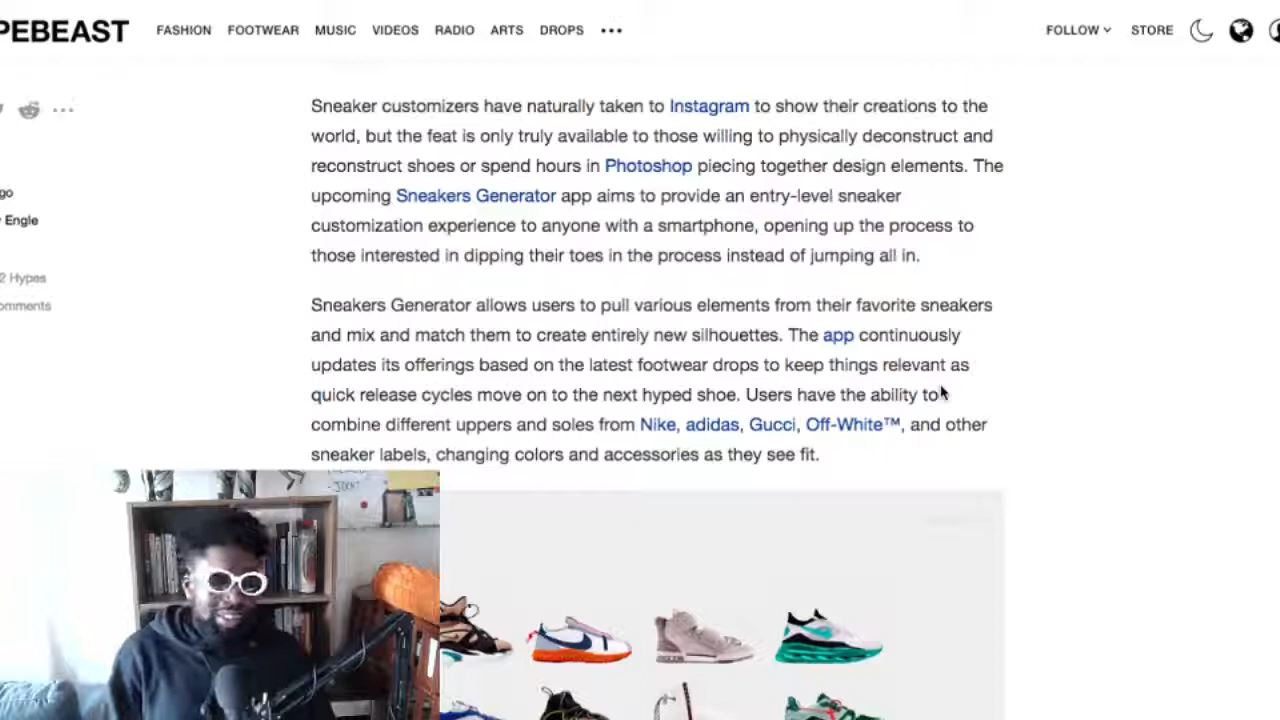 PEBEAST FASHION FOOTWEAR MUSIC VIDEOS RADIO ARTS DROPS ••• FOLLOW STORE
Sneaker customizers have naturally taken to Instagram to show their creations to the
world, but the feat is only truly available to those willing to physically deconstruct and
reconstruct shoes or spend hours in Photoshop piecing together design elements. The
upcoming Sneakers Generator app aims to provide an entry-level sneaker
customization experience to anyone with a smartphone, opening up the process to
those interested in dipping their toes in the process instead of jumping all in.
Sneakers Generator allows users to pull various elements from their favorite sneakers
and mix and match them to create entirely new silhouettes. The app continuously
updates its offerings based on the latest footwear drops to keep things relevant as
quick release cycles move on to the next hyped shoe. Users have the ability to
combine different uppers and soles from Nike, adidas, Gucci, Off-White™, and other
sneaker labels, changing colors and accessories as they see fit.
go
Engle
2 Hypes
omments